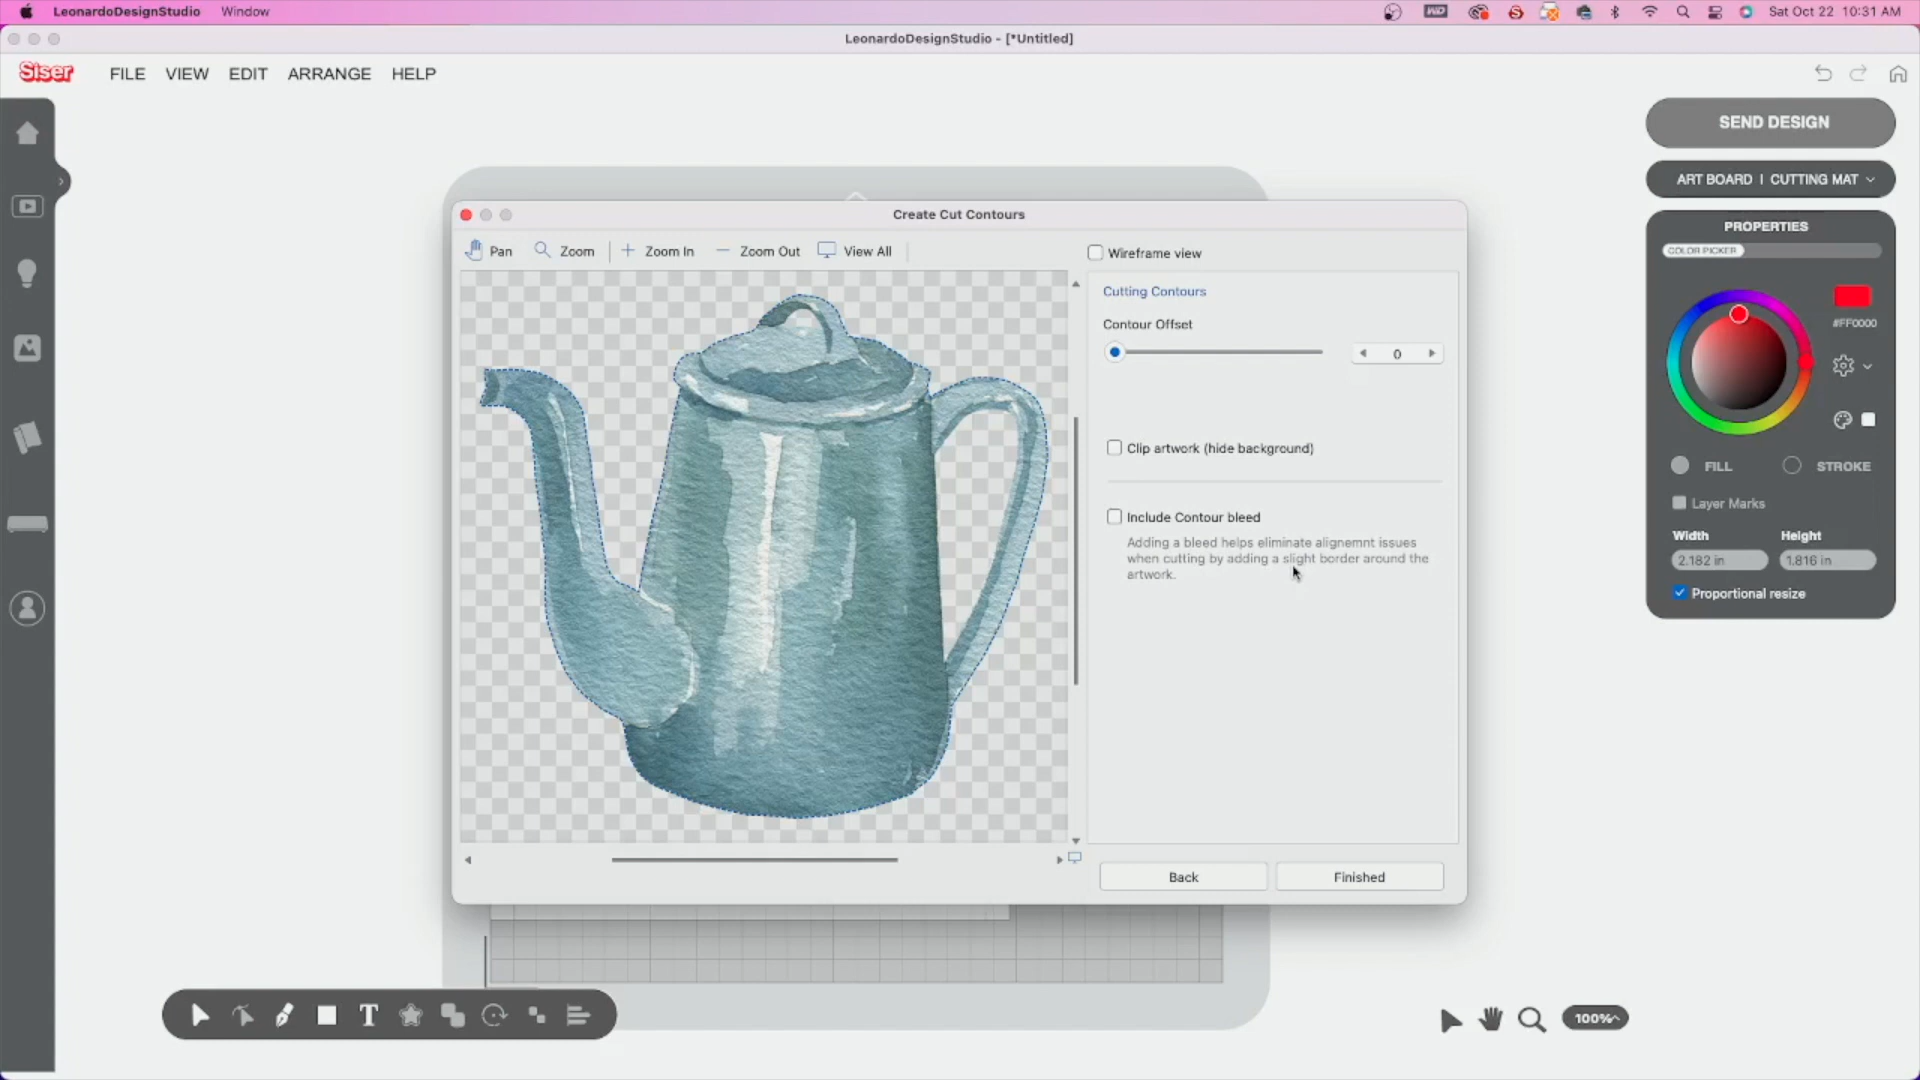 LeonardoDesignStudio Window
Sat Oct 22 10:31 AM
LeonardoDesignStudio - [*Untitled]
Siser FILE VIEW EDIT ARRANGE HELP
SEND DESIGN
ART BOARD | CUTTING MAT
PROPERTIES
COLOR PICKER
#FF0000
FILL STROKE
Layer Marks
Width Height
2.182 in 1.816 in
Proportional resize
Create Cut Contours
Pan Zoom Zoom In Zoom Out View All
Wireframe view
Cutting Contours
Contour Offset
0
Clip artwork (hide background)
Include Contour bleed
Adding a bleed helps eliminate alignemnt issues
when cutting by adding a slight border around the
artwork.
Back Finished
T
100%